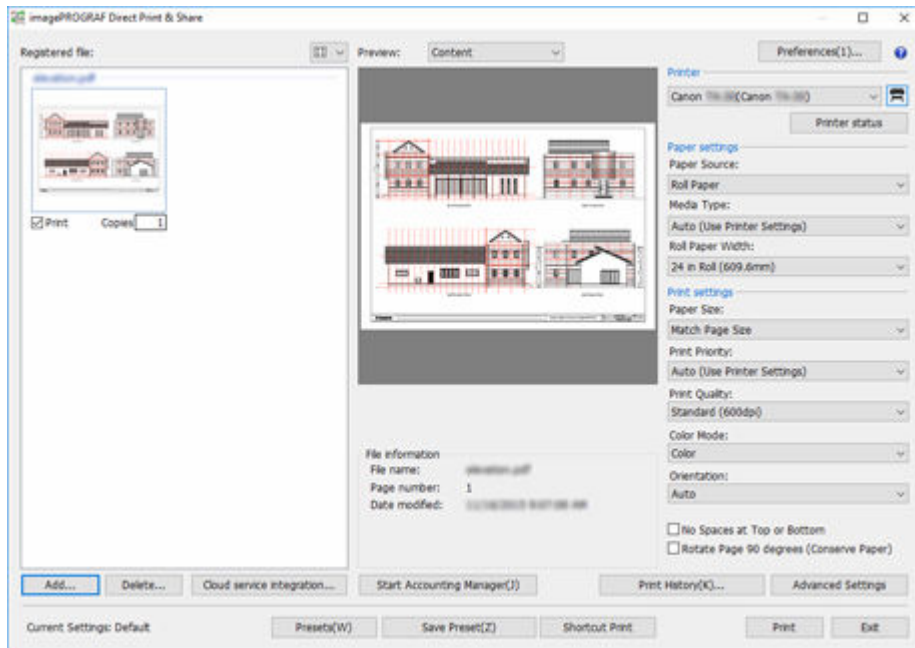 imagePROGRAF Direct Print & Share
Registered file:
Preview:
Content
Preferences(1)...
Printer
Canon (Canon )
Printer status
Paper settings
Paper Source:
Roll Paper
Media Type:
Auto (Use Printer Settings)
Roll Paper Width:
24 in Roll (609.6mm)
Print settings
Paper Size:
Match Page Size
Print Priority:
Auto (Use Printer Settings)
Print Quality:
Standard (600dpi)
Color Mode:
Color
Orientation:
Auto
No Spaces at Top or Bottom
Rotate Page 90 degrees (Conserve Paper)
Print Copies 1
File information
File name:
Page number: 1
Date modified:
Add... Delete... Cloud service integration... Start Accounting Manager(J) Print History(K)... Advanced Settings
Current Settings: Default Presets(W) Save Preset(Z) Shortcut Print Print Exit